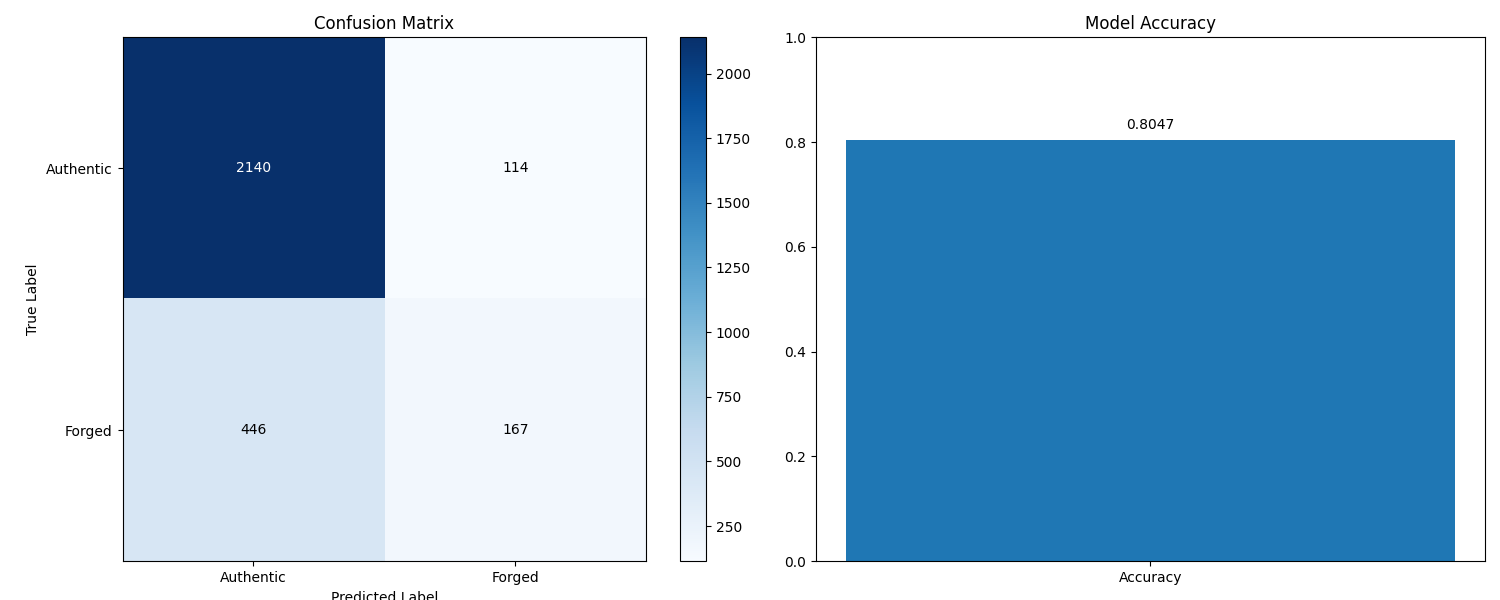 Confusion Matrix
Authentic
Forged
True Label
2140
114
446
167
Authentic
Forged
Predicted Label
2000
1750
1500
1250
1000
750
500
250
Model Accuracy
1.0
0.8
0.6
0.4
0.2
0.0
0.8047
Accuracy